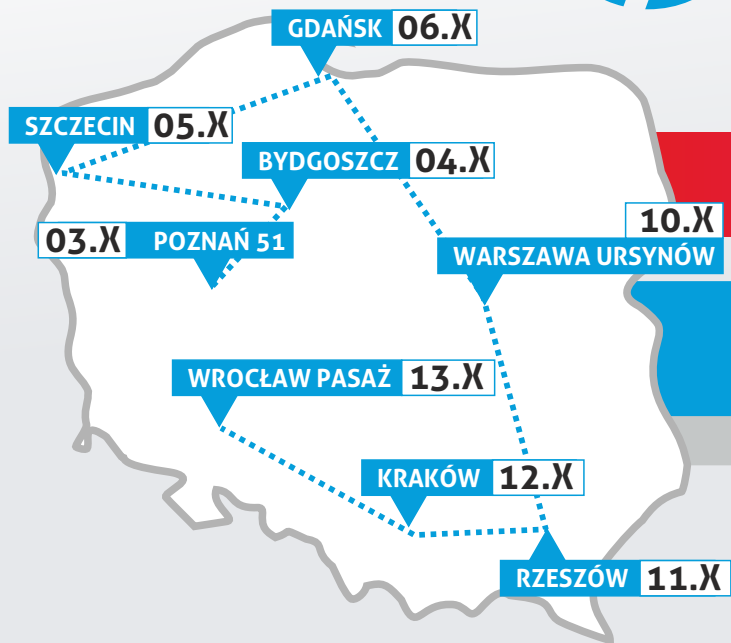 GDAŃSK 06.X
SZCZECIN 05.X
BYDGOSZCZ 04.X
03.X POZNAŃ 51
10.X
WARSZAWA URSYNÓW
WROCŁAW PASAŻ 13.X
KRAKÓW 12.X
RZESZÓW 11.X